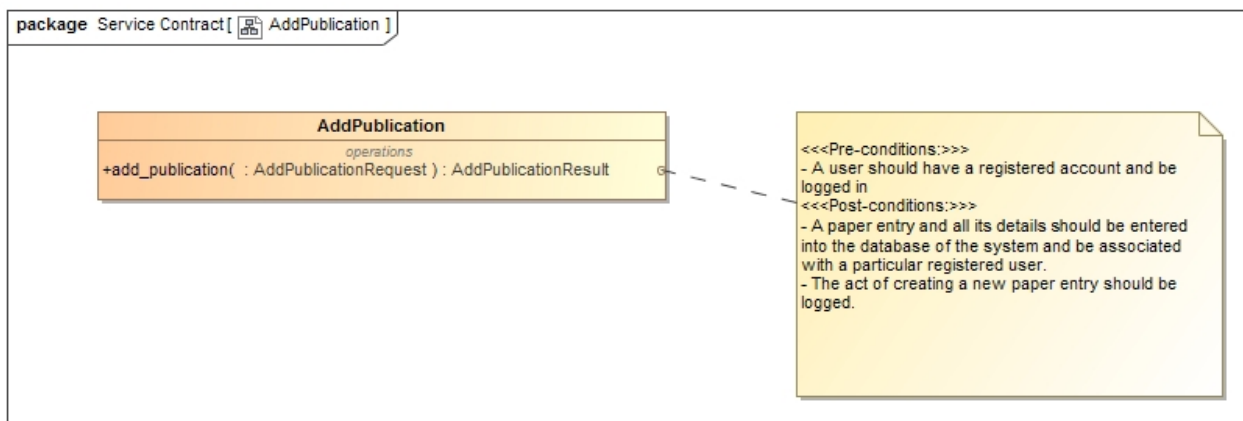 package Service Contract [ AddPublication ]
AddPublication
operations
+add_publication( : AddPublicationRequest ) : AddPublicationResult
<<<Pre-conditions:>>>
- A user should have a registered account and be
logged in
<<<Post-conditions:>>>
- A paper entry and all its details should be entered
into the database of the system and be associated
with a particular registered user.
- The act of creating a new paper entry should be
logged.